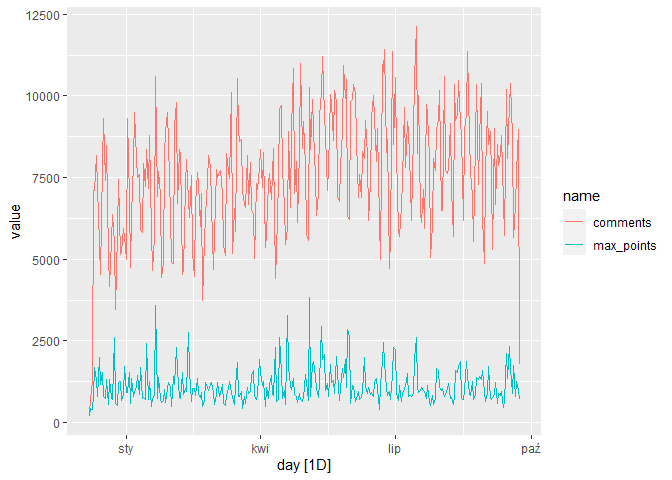 12500
10000
7500
5000
2500
0
value
sty
kwi
lip
paź
day [1D]
name
comments
max_points